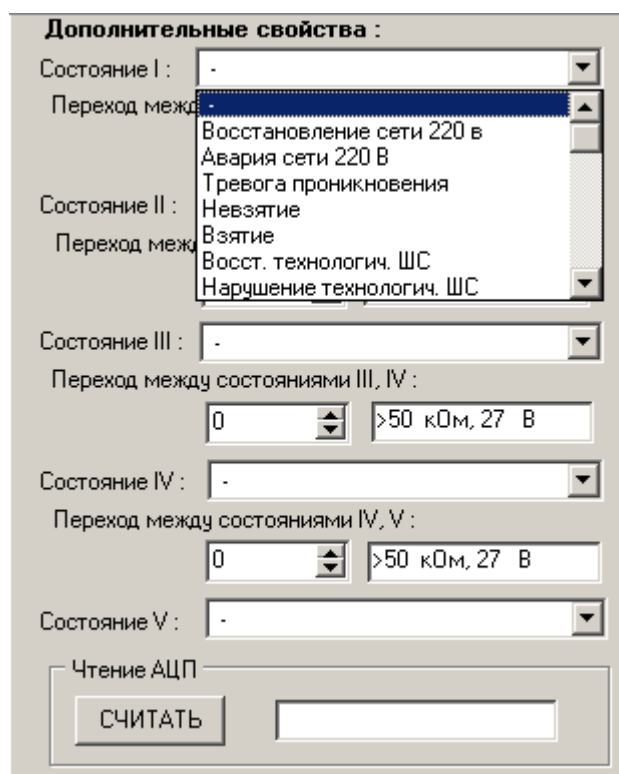 Дополнительные свойства :
Состояние I : -
Переход межд
-
Восстановление сети 220 в
Авария сети 220 В
Тревога проникновения
Состояние II : Невзятие
Переход межд Взятие
Восст. технологич. ШС
Нарушение технологич. ШС
Состояние III : -
Переход между состояниями III, IV :
0 >50 кОм, 27 В
Состояние IV : -
Переход между состояниями IV, V :
0 >50 кОм, 27 В
Состояние V : -
Чтение АЦП
СЧИТАТЬ